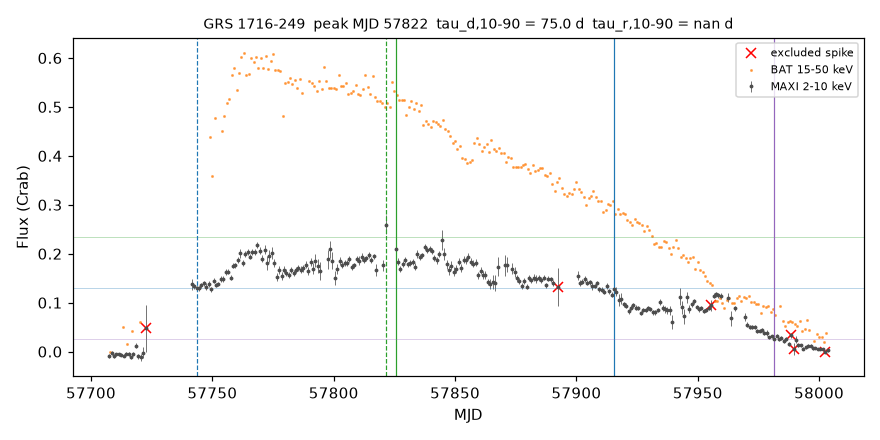 GRS 1716-249  peak MJD 57822  tau_d,10-90 = 75.0 d  tau_r,10-90 = nan d
excluded spike
BAT 15-50 keV
MAXI 2-10 keV
Flux (Crab)
0.6
0.5
0.4
0.3
0.2
0.1
0.0
57700
57750
57800
57850
57900
57950
58000
MJD